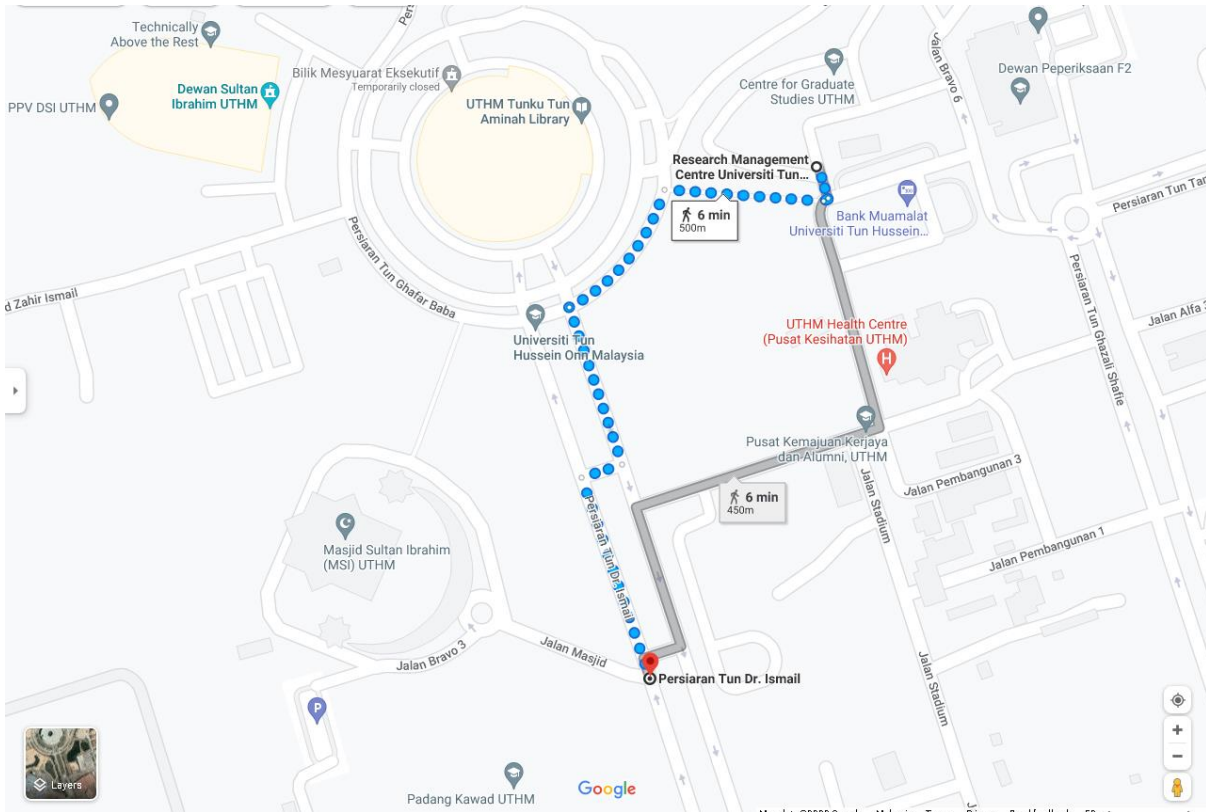 Technically
Above the Rest
Dewan Sultan
Ibrahim UTHM
PPV DSI UTHM
Bilik Mesyuarat Eksekutif
Temporarily closed
UTHM Tunku Tun
Aminah Library
Centre for Graduate
Studies UTHM
Jalan Bravo 6
Dewan Peperiksaan F2
Research Management
Centre Universiti Tun...
6 min
500m
Bank Muamalat
Universiti Tun Hussein...
Persiaran Tun
Persiaran Tun Ghafar Baba
Zahir Ismail
Universiti Tun
Hussein Onn Malaysia
UTHM Health Centre
(Pusat Kesihatan UTHM)
H
Persiaran Tun Ghazali Shafie
Jalan Alfa
Pusat Kemajuan Kerjaya
dan Alumni, UTHM
Jalan Pembangunan 3
6 min
450m
Jalan Stadium
Persiaran Tun Dr. Ismail
Masjid Sultan Ibrahim
(MSI) UTHM
Jalan Pembangunan 1
Jalan Masjid
Jalan Bravo 3
Persiaran Tun Dr. Ismail
Jalan Stadium
P
Layers
Padang Kawad UTHM
Google